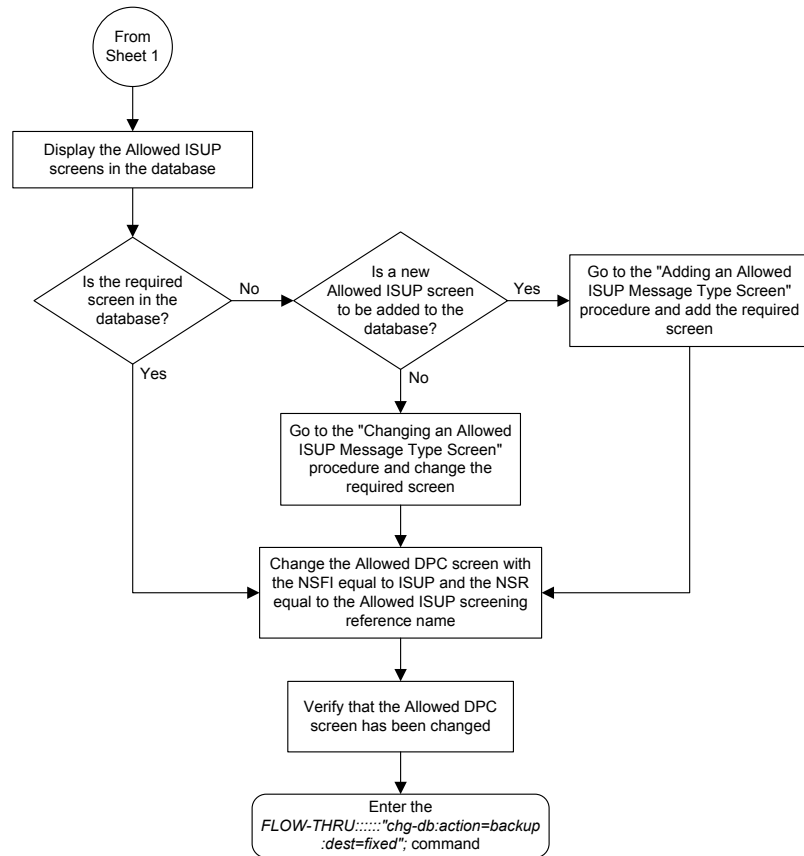 From
Sheet 1
Display the Allowed ISUP
screens in the database
Is the required
screen in the
database?
No
Is a new
Allowed ISUP screen
to be added to the
database?
Yes
Go to the "Adding an Allowed
ISUP Message Type Screen"
procedure and add the required
screen
Yes
No
Go to the "Changing an Allowed
ISUP Message Type Screen"
procedure and change the
required screen
Change the Allowed DPC screen with
the NSFI equal to ISUP and the NSR
equal to the Allowed ISUP screening
reference name
Verify that the Allowed DPC
screen has been changed
Enter the
FLOW-THRU::::::"chg-db:action=backup
:dest=fixed"; command